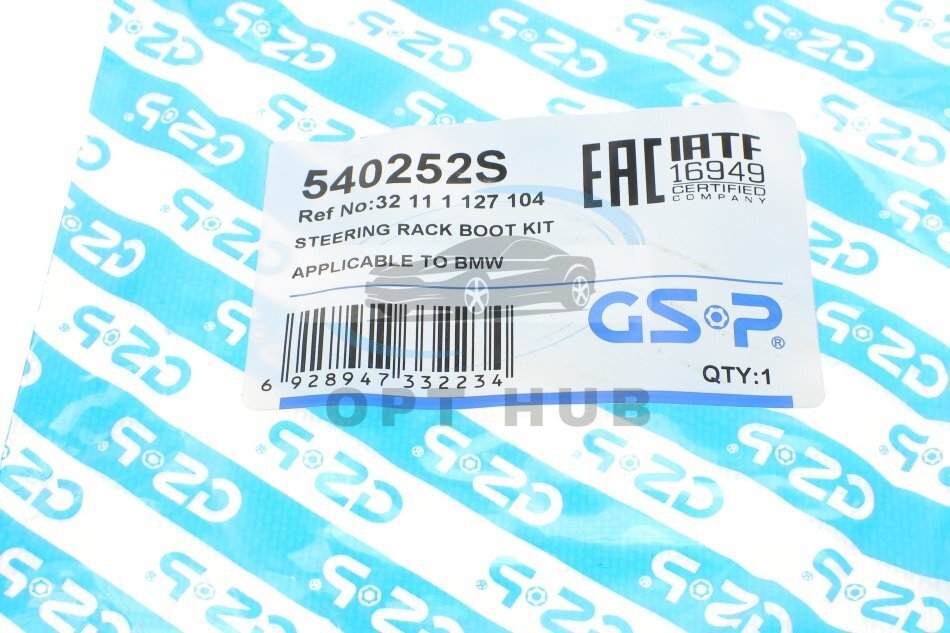 540252S
Ref No:32 11 1 127 104
STEERING RACK BOOT KIT
APPLICABLE TO BMW
EAC
IATF
16949
CERTIFIED
COMPANY
GSP®
6 928947 332234
QTY:1
OPT HUB